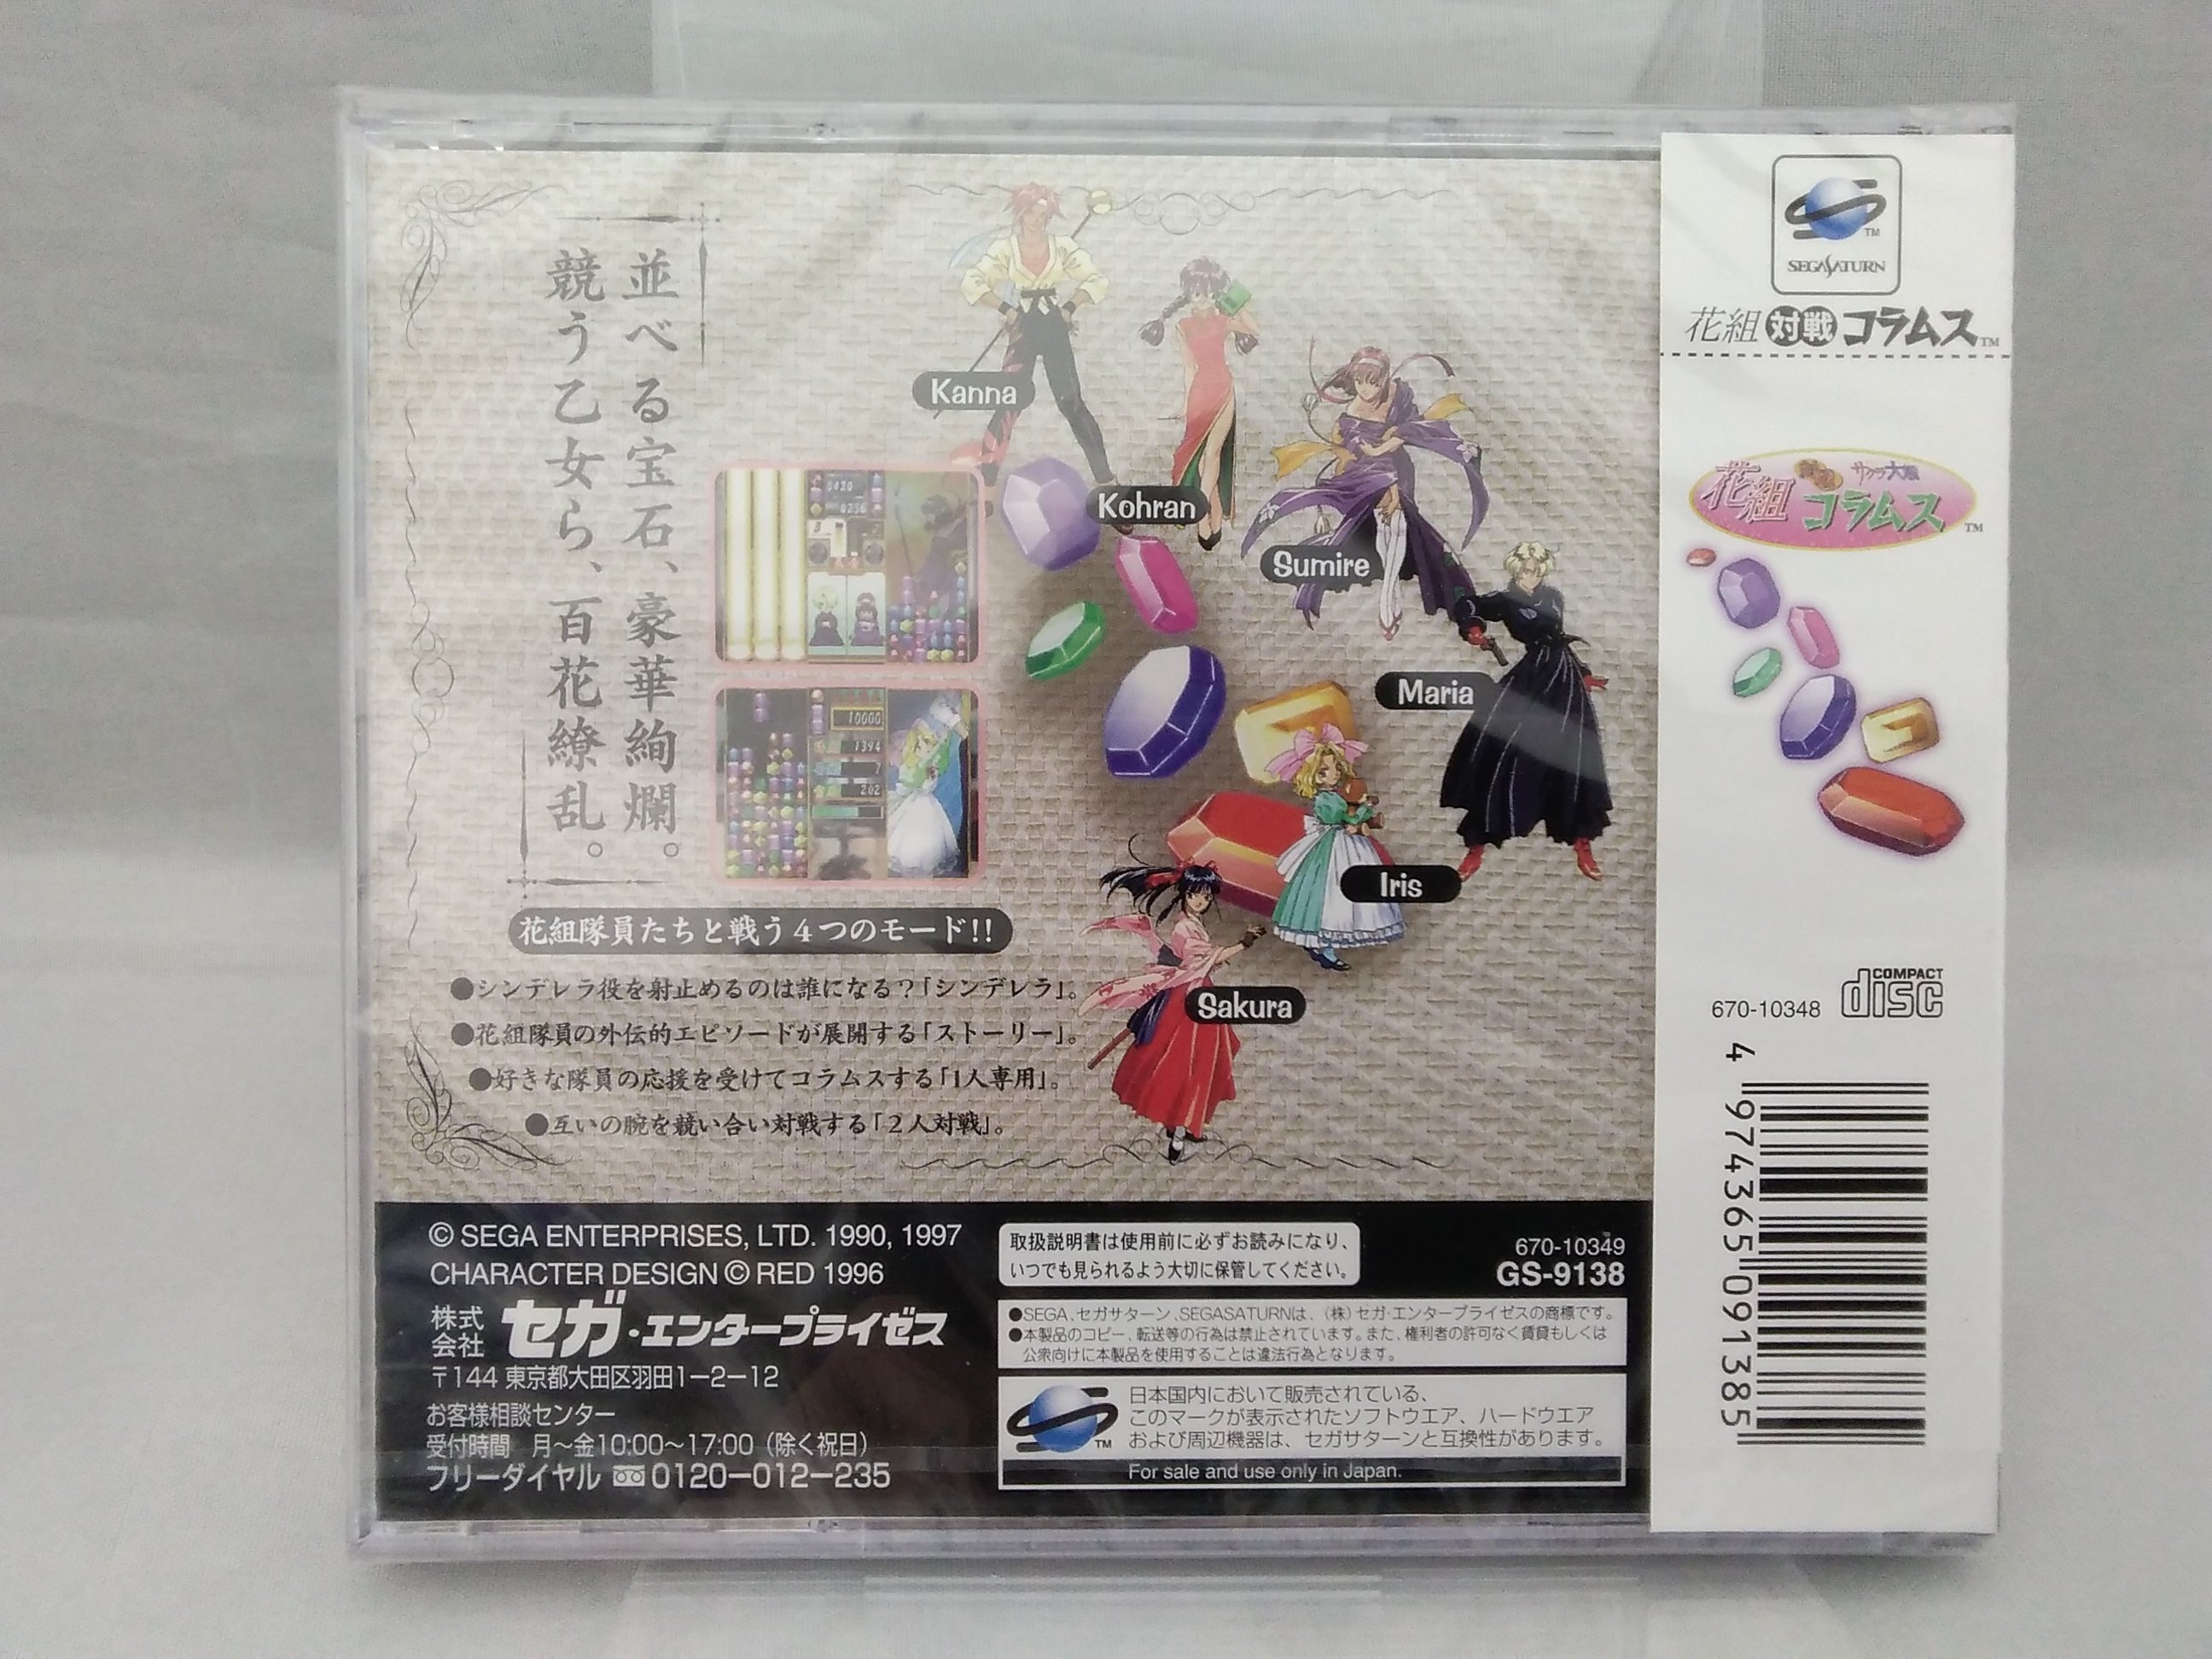 並べる宝石、豪華絢爛。
競う乙女ら、百花繚乱。
Kanna
Kohran
Sumire
Maria
Iris
Sakura
10000
1394
202
花組隊員たちと戦う4つのモード!!
●シンデレラ役を射止めるのは誰になる?「シンデレラ」。
●花組隊員の外伝的エピソードが展開する「ストーリー」。
●好きな隊員の応援を受けてコラムスする「1人専用」。
●互いの腕を競い合い対戦する「2人対戦」。
© SEGA ENTERPRISES, LTD. 1990, 1997
CHARACTER DESIGN © RED 1996
株式会社 セガ・エンタープライゼス
〒144 東京都大田区羽田1-2-12
お客様相談センター
受付時間 月~金10:00~17:00(除く祝日)
フリーダイヤル 0120-012-235
取扱説明書は使用前に必ずお読みになり、
いつでも見られるよう大切に保管してください。
670-10349
GS-9138
●SEGA、セガサターン、SEGASATURNは、(株)セガ・エンタープライゼスの商標です。
●本製品のコピー、転送等の行為は禁止されています。また、権利者の許可なく賃貸もしくは
公衆向けに本製品を使用することは違法行為となります。
TM
日本国内において販売されている、
このマークが表示されたソフトウエア、ハードウエア
および周辺機器は、セガサターンと互換性があります。
For sale and use only in Japan.
TM
SEGASATURN
花組対戦コラムス TM
サクラ大戦
花組対戦コラムス TM
670-10348
COMPACT disc
4 974365 091385